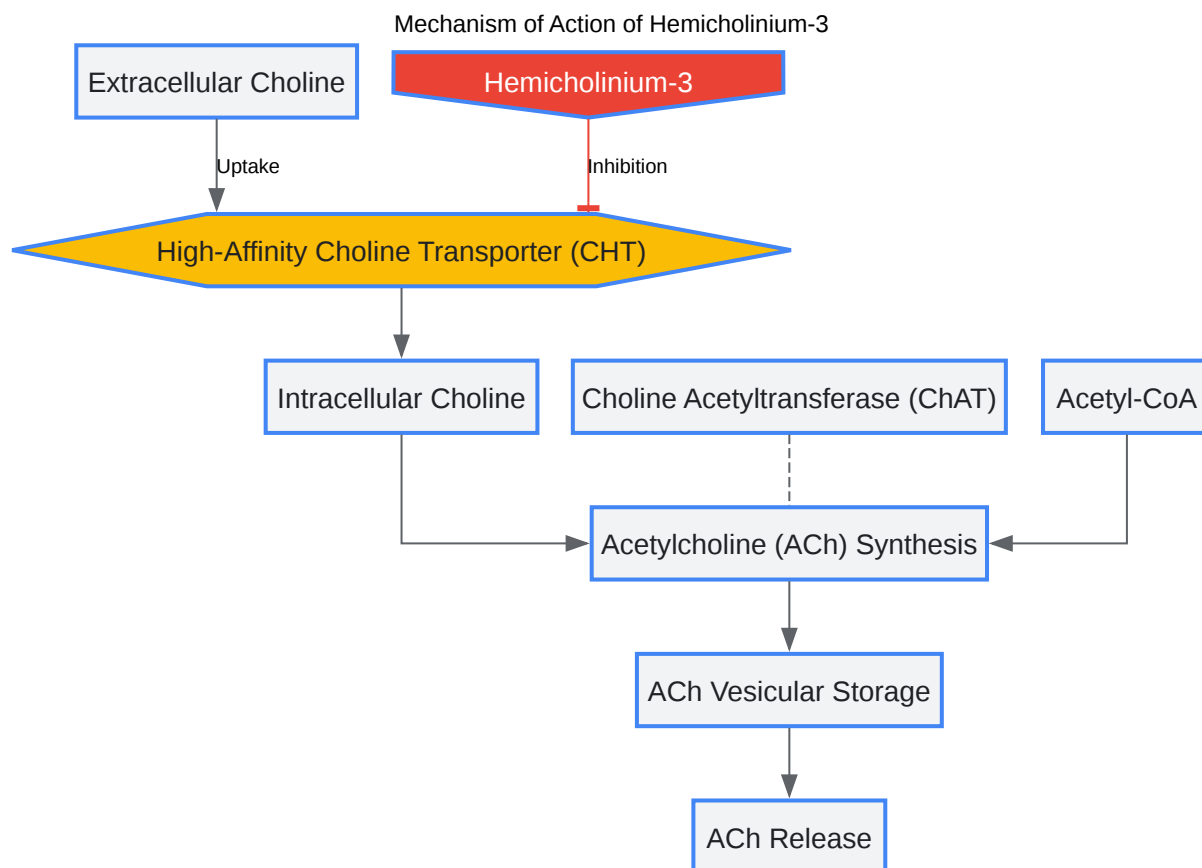 Mechanism of Action of Hemicholinium-3
Extracellular Choline
Hemicholinium-3
Uptake
Inhibition
High-Affinity Choline Transporter (CHT)
Intracellular Choline
Choline Acetyltransferase (ChAT)
Acetyl-CoA
Acetylcholine (ACh) Synthesis
ACh Vesicular Storage
ACh Release